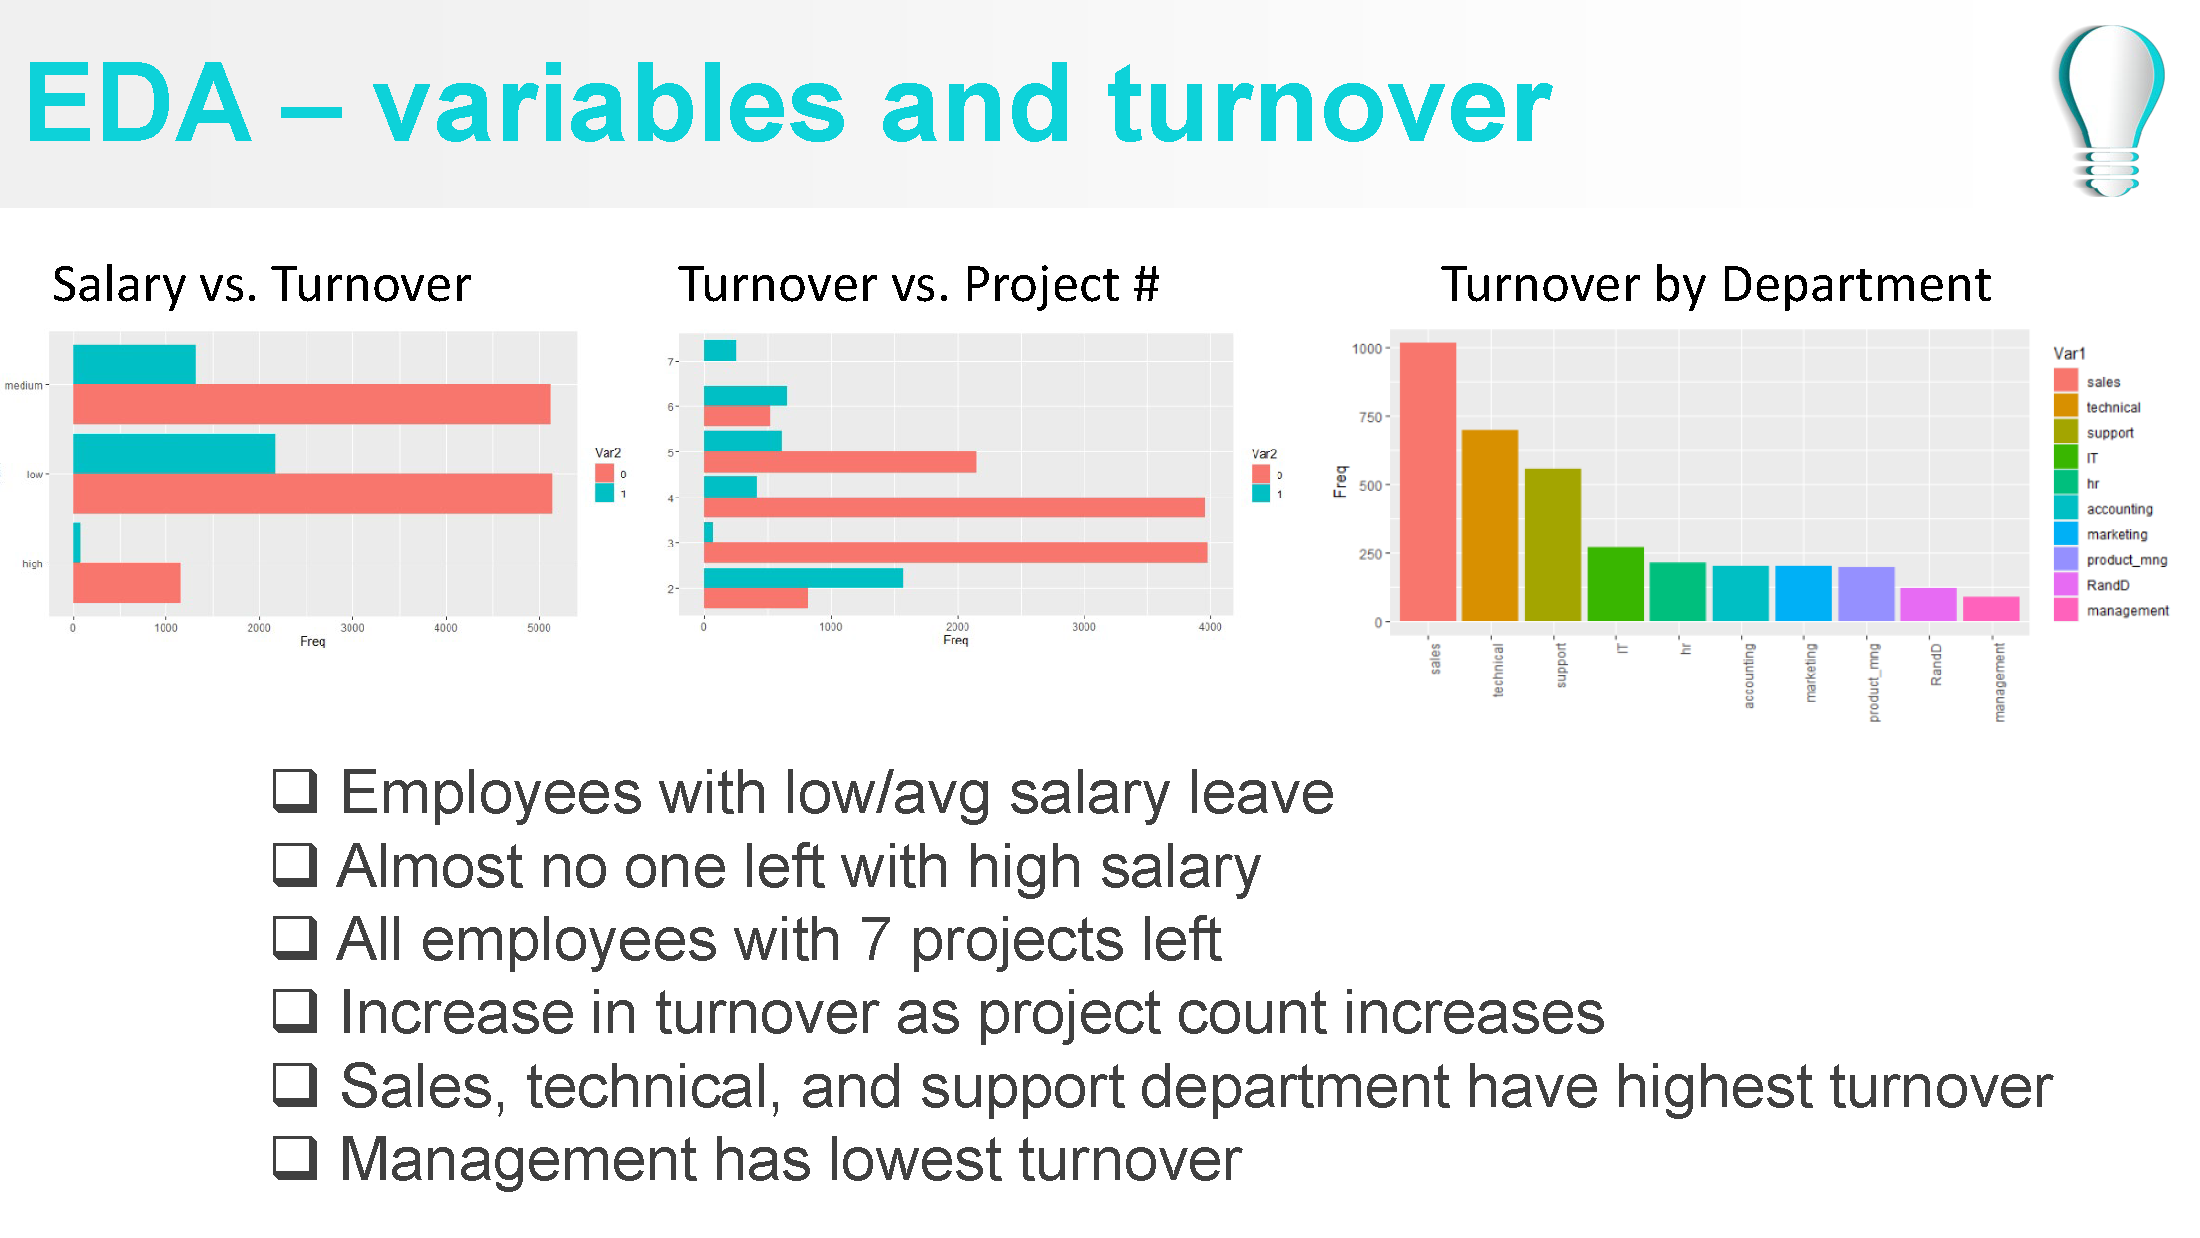 EDA – variables and turnover
Salary vs. Turnover
Turnover vs. Project #
Turnover by Department
medium
low
high
0 1000 2000 3000 4000 5000
Freq
Var2
0
1
7
6
5
4
3
2
0 1000 2000 3000 4000
Freq
Var2
0
1
1000
750
500
250
0
Freq
sales technical support IT hr accounting marketing product_mng RandD management
Var1
sales
technical
support
IT
hr
accounting
marketing
product_mng
RandD
management
❑ Employees with low/avg salary leave
❑ Almost no one left with high salary
❑ All employees with 7 projects left
❑ Increase in turnover as project count increases
❑ Sales, technical, and support department have highest turnover
❑ Management has lowest turnover